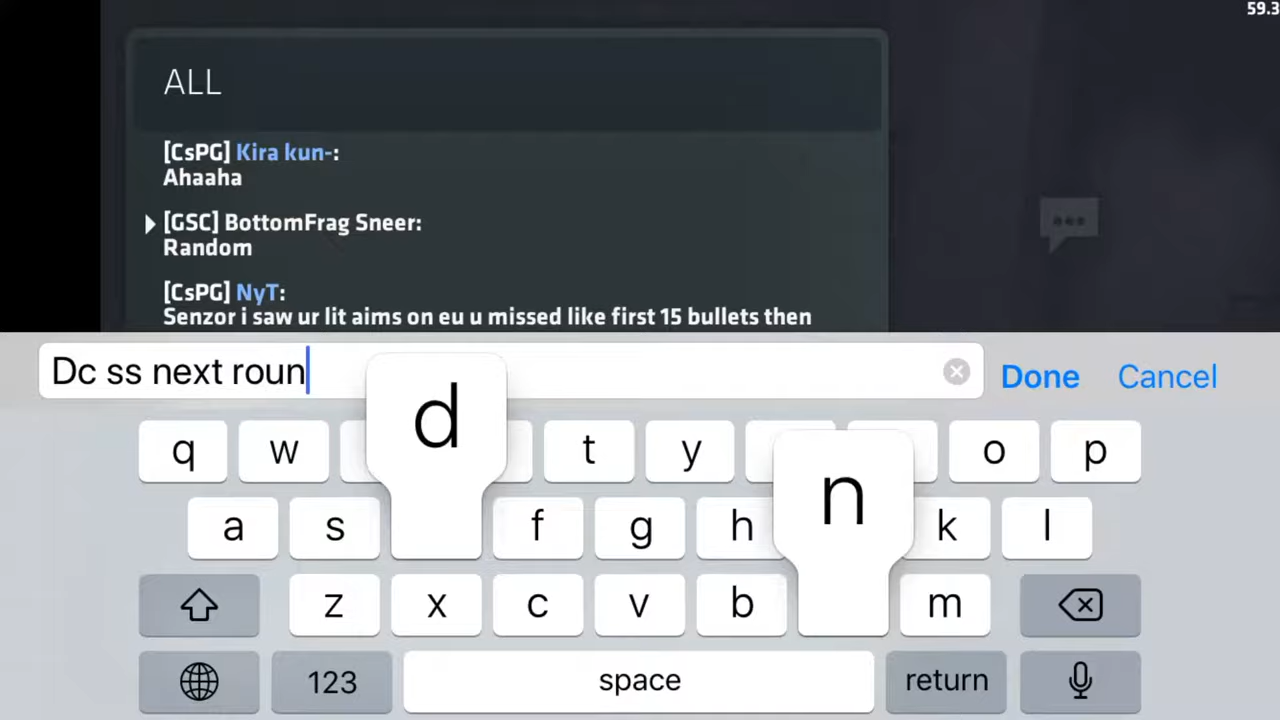 59.3
ALL
[CsPG] Kira kun-:
Ahaaha
[GSC] BottomFrag Sneer:
Random
[CsPG] NyT:
Senzor i saw ur lit aims on eu u missed like first 15 bullets then
Dc ss next roun
Done Cancel
d
q w t y o p
n
a s f g h k l
z x c v b m
123 space return